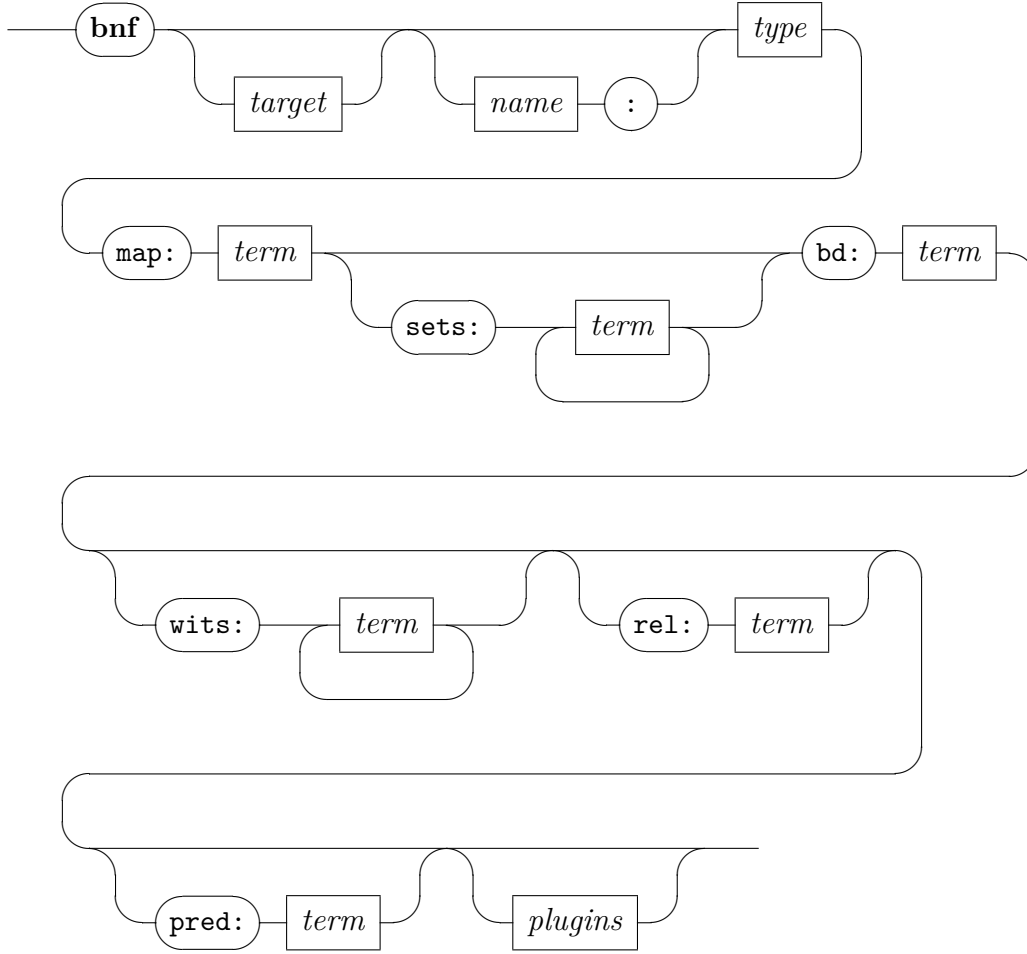 bnf type
target name :
map: term bd: term
sets: term
wits: term rel: term
pred: term plugins